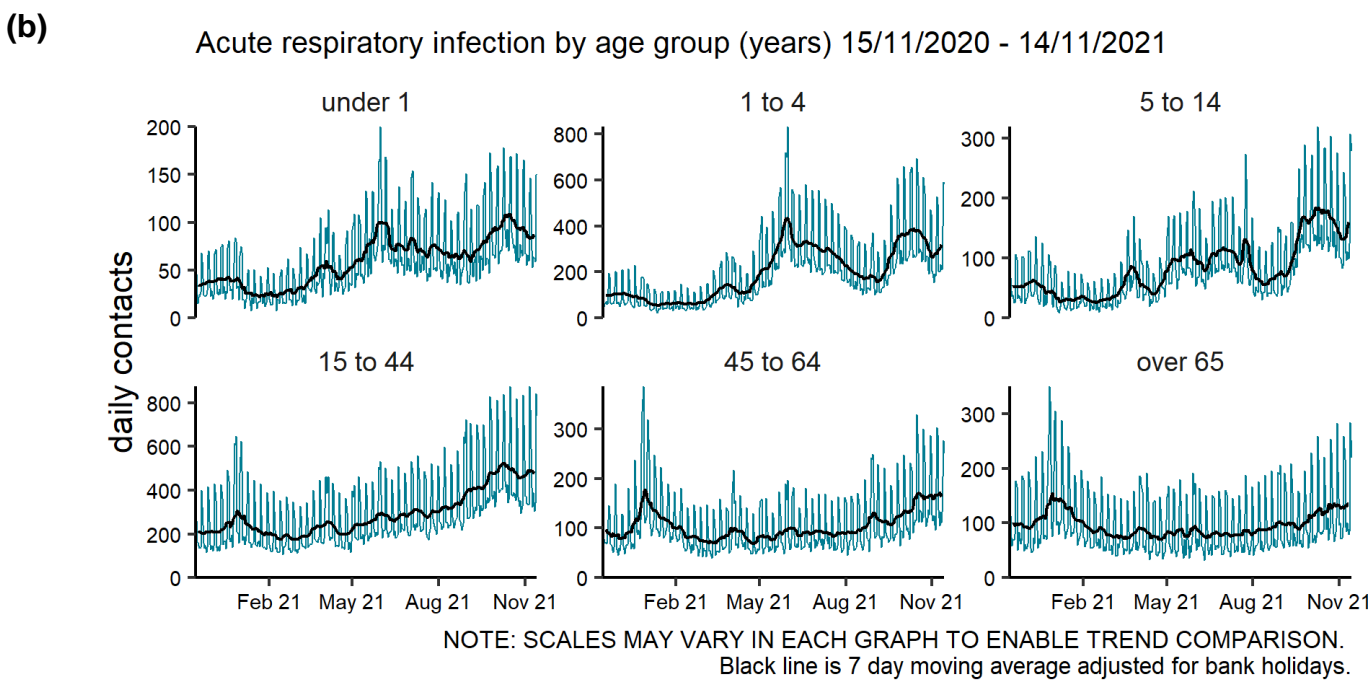 (b)
Acute respiratory infection by age group (years) 15/11/2020 - 14/11/2021
daily contacts
under 1
200
150
100
50
0
1 to 4
800
600
400
200
0
5 to 14
300
200
100
0
15 to 44
800
600
400
200
0
Feb 21 May 21 Aug 21 Nov 21
45 to 64
300
200
100
0
Feb 21 May 21 Aug 21 Nov 21
over 65
300
200
100
0
Feb 21 May 21 Aug 21 Nov 21
NOTE: SCALES MAY VARY IN EACH GRAPH TO ENABLE TREND COMPARISON.
Black line is 7 day moving average adjusted for bank holidays.